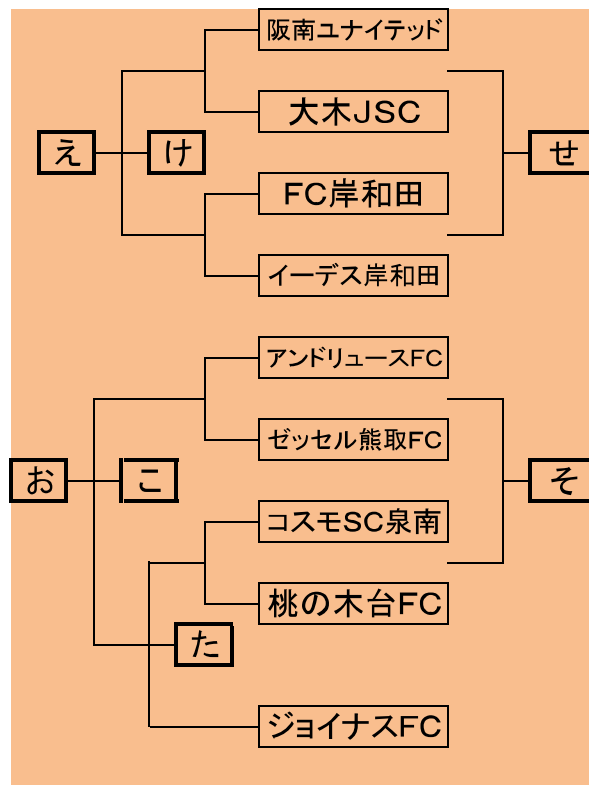 阪南ユナイテッド
大木JSC
え
け
せ
FC岸和田
イーデス岸和田
アンドリュースFC
ゼッセル熊取FC
お
こ
そ
コスモSC泉南
桃の木台FC
た
ジョイナスFC